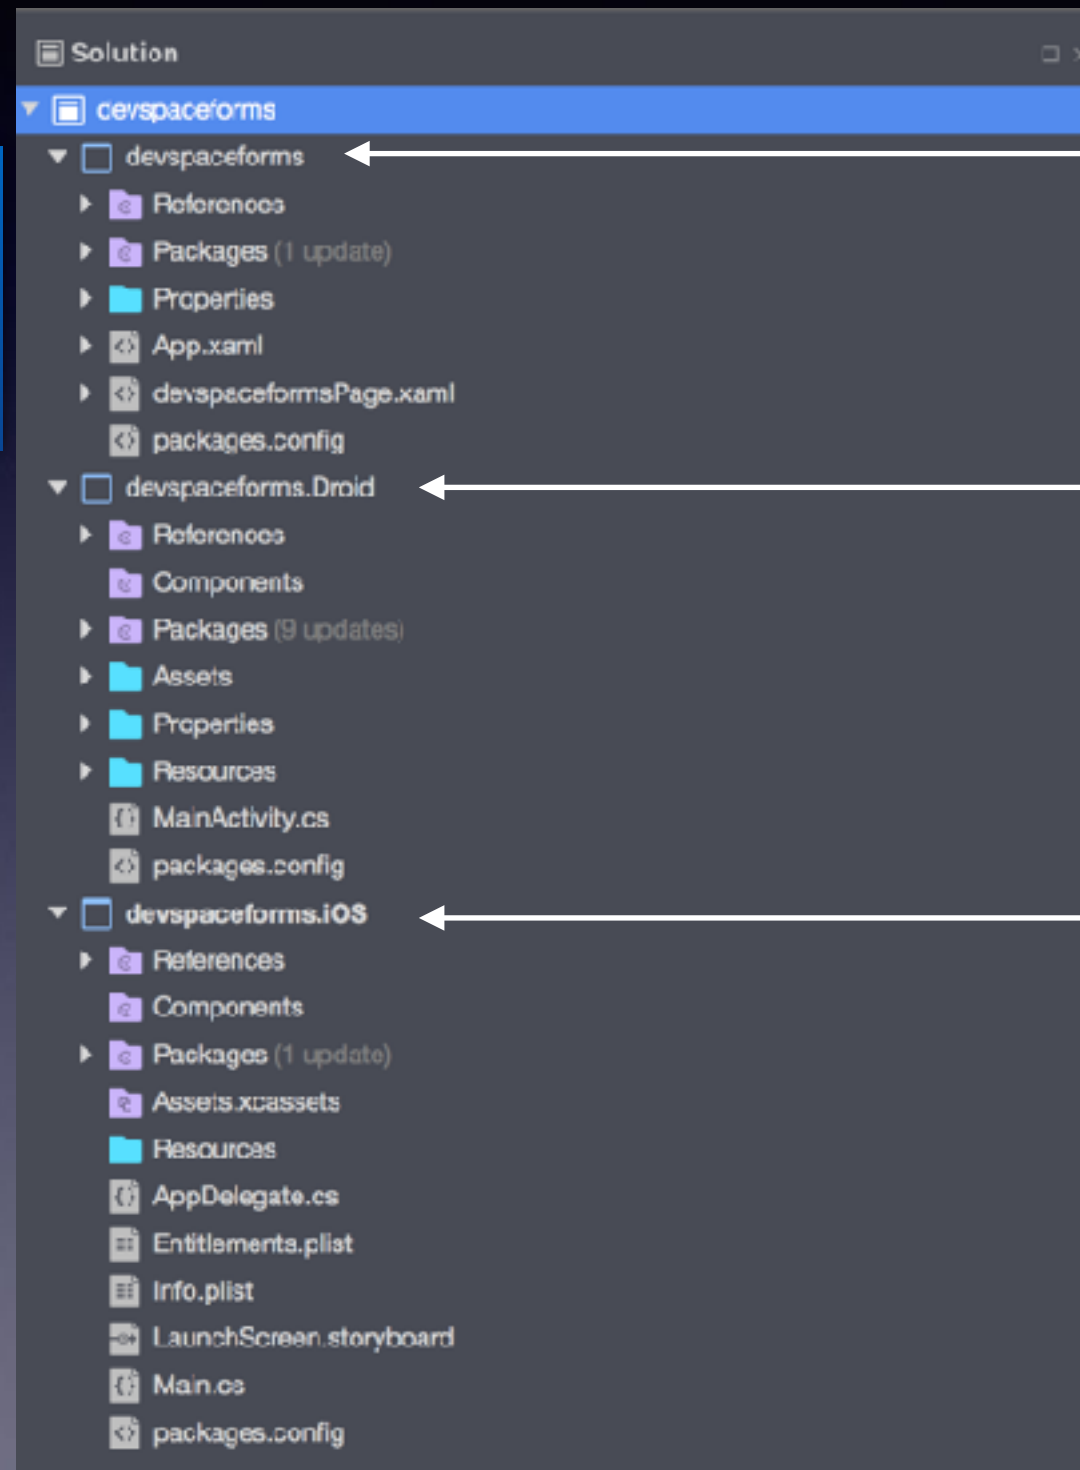 Solution
devspaceforms
devspaceforms
References
Packages (1 update)
Properties
App.xaml
devspaceformsPage.xaml
packages.config
devspaceforms.Droid
References
Components
Packages (9 updates)
Assets
Properties
Resources
MainActivity.cs
packages.config
devspaceforms.iOS
References
Components
Packages (1 update)
Assets.xcassets
Resources
AppDelegate.cs
Entitlements.plist
Info.plist
LaunchScreen.storyboard
Main.cs
packages.config